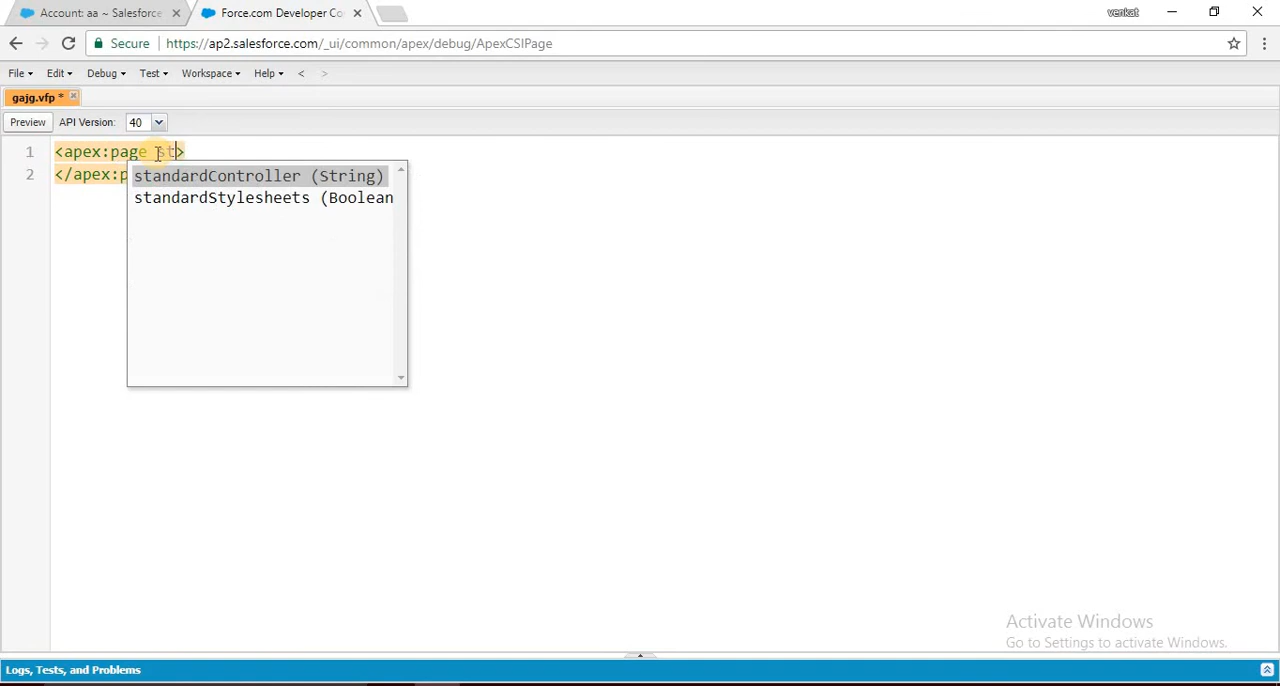 Account: aa ~ Salesforce
Force.com Developer Co
venkat
Secure
https://ap2.salesforce.com/_ui/common/apex/debug/ApexCSIPage
File Edit Debug Test Workspace Help < >
gajg.vfp *
Preview API Version: 40
1 <apex:page st>
2 </apex:p
standardController (String)
standardStylesheets (Boolean
Activate Windows
Go to Settings to activate Windows.
Logs, Tests, and Problems